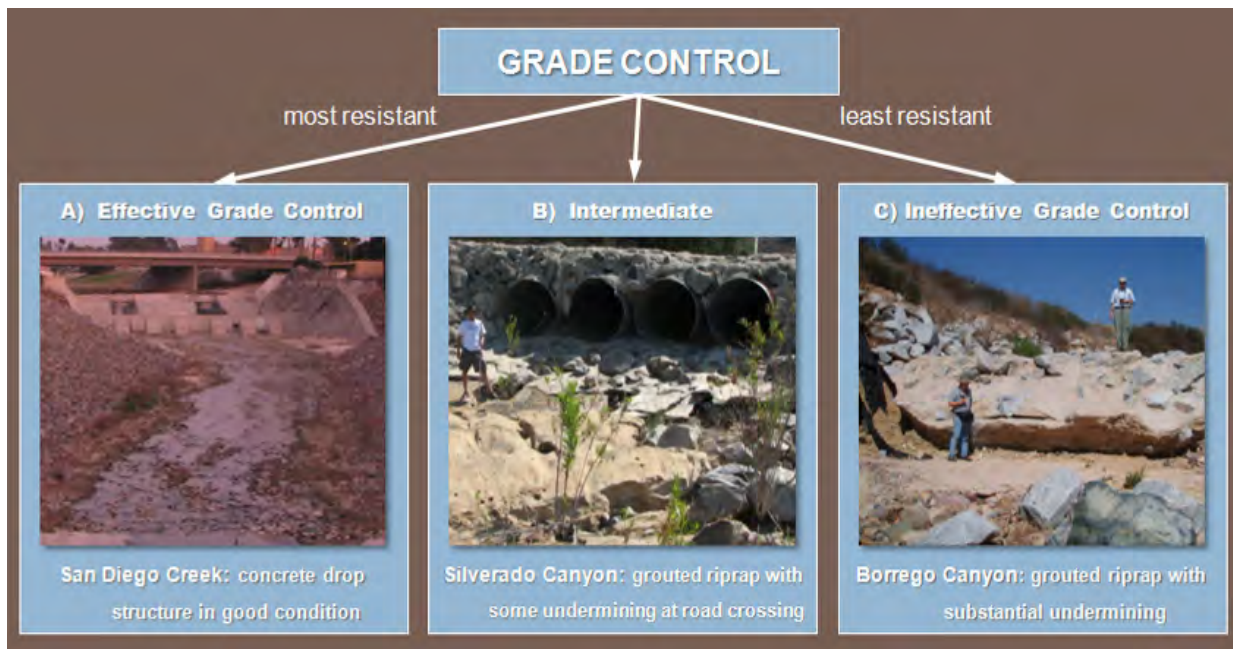 GRADE CONTROL
most resistant
least resistant
A) Effective Grade Control
San Diego Creek: concrete drop
structure in good condition
B) Intermediate
Silverado Canyon: grouted riprap with
some undermining at road crossing
C) Ineffective Grade Control
Borrego Canyon: grouted riprap with
substantial undermining